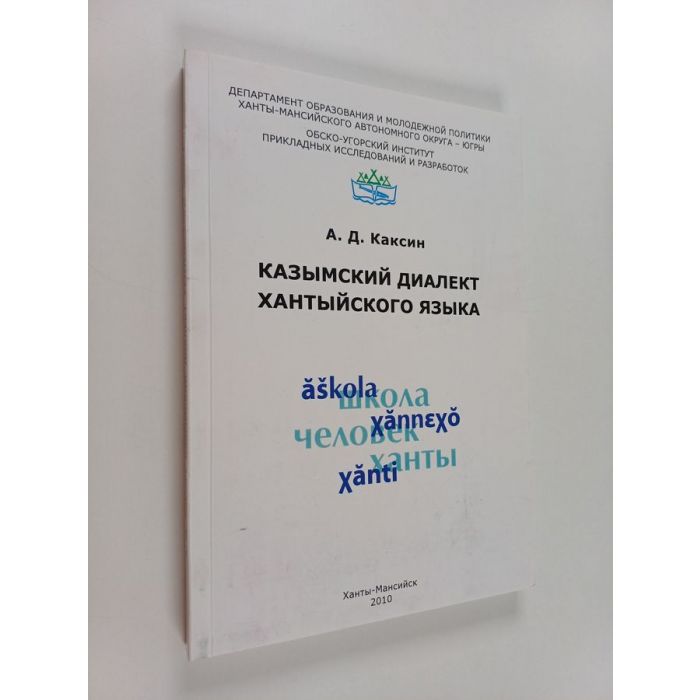 ДЕПАРТАМЕНТ ОБРАЗОВАНИЯ И МОЛОДЕЖНОЙ ПОЛИТИКИ
ХАНТЫ-МАНСИЙСКОГО АВТОНОМНОГО ОКРУГА – ЮГРЫ
ОБСКО-УГОРСКИЙ ИНСТИТУТ
ПРИКЛАДНЫХ ИССЛЕДОВАНИЙ И РАЗРАБОТОК
А. Д. Каксин
КАЗЫМСКИЙ ДИАЛЕКТ
ХАНТЫЙСКОГО ЯЗЫКА
ăškola
школа
χănnεχŏ
человек
ханты
χănti
Ханты-Мансийск
2010